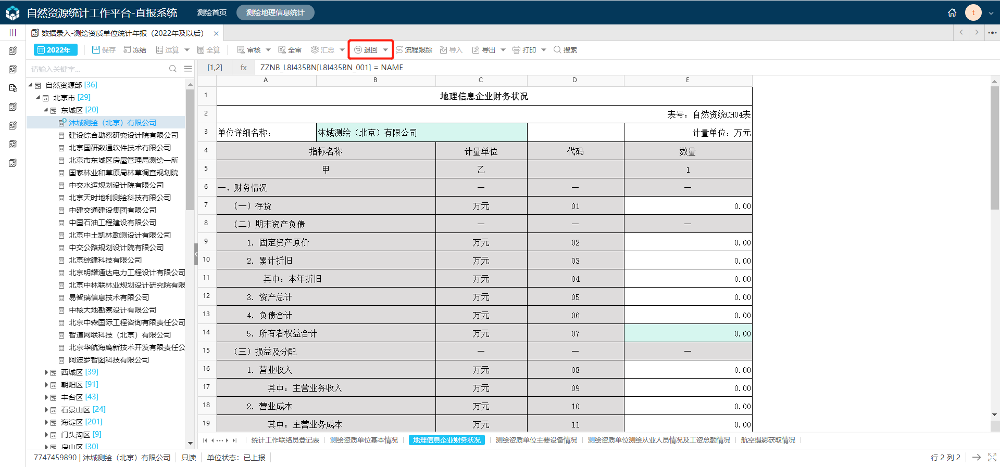 自然资源统计工作平台-直报系统 测绘首页 测绘地理信息统计 t
数据录入-测绘资质单位统计年报（2022年及以后） ×
2022年 保存 冻结 运算 全算 审核 全审 汇总 退回 流程跟踪 导入 导出 打印 搜索
请输入关键字...
[1,2] fx ZZNB_L8I435BN[L8I435BN_001] = NAME
自然资源部 [36]
北京市 [29]
东城区 [20]
沐城测绘（北京）有限公司
建设综合勘察研究设计院有限公司
北京国研数通软件技术有限公司
北京市东城区房屋管理局测绘一所
国家林业和草原局林草调查规划院
中交水运规划设计院有限公司
北京天时地利测绘科技有限公司
中建交通建设集团有限公司
中国石油工程建设有限公司
北京中土凯林勘测设计有限公司
中交公路规划设计院有限公司
北京综建科技有限公司
北京明耀通达电力工程设计有限公司
北京中林联林业规划设计研究院有限
易智瑞信息技术有限公司
中核大地勘察设计有限公司
北京中森国际工程咨询有限责任公司
智道网联科技（北京）有限公司
北京华航海鹰新技术开发有限责任公
阿波罗智图科技有限公司
西城区 [39]
朝阳区 [91]
丰台区 [43]
石景山区 [24]
海淀区 [201]
门头沟区 [9]
房山区 [30]
A B C D E
1 地理信息企业财务状况
2 表号：自然资统CH04表
3 单位详细名称： 沐城测绘（北京）有限公司 计量单位：万元
4 指标名称 计量单位 代码 数量
5 甲 乙 1
6 一、财务情况 — — —
7 （一）存货 万元 01 0.00
8 （二）期末资产负债 — — —
9 1. 固定资产原价 万元 02 0.00
10 2. 累计折旧 万元 03 0.00
11 其中：本年折旧 万元 04 0.00
12 3. 资产总计 万元 05 0.00
13 4. 负债合计 万元 06 0.00
14 5. 所有者权益合计 万元 07 0.00
15 （三）损益及分配 — — —
16 1. 营业收入 万元 08 0.00
17 其中：主营业务收入 万元 09 0.00
18 2. 营业成本 万元 10 0.00
19 其中：主营业务成本 万元 11 0.00
统计工作联络员登记表 测绘资质单位基本情况 地理信息企业财务状况 测绘资质单位主要设备情况 测绘资质单位测绘从业人员情况及工资总额情况 航空摄影获取情况
7747459890 | 沐城测绘（北京）有限公司 只读 单位状态：已上报 行 2 列 2